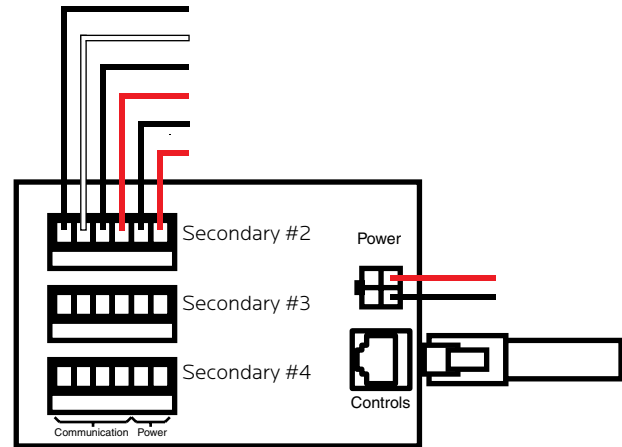 Secondary #2
Power
Secondary #3
Secondary #4
Controls
Communication Power